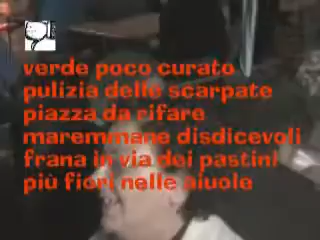 verde poco curato
pulizia delle scarpate
piazza da rifare
maremmane disdicevoli
frana in via dei pastini
più fiori nelle aiuole